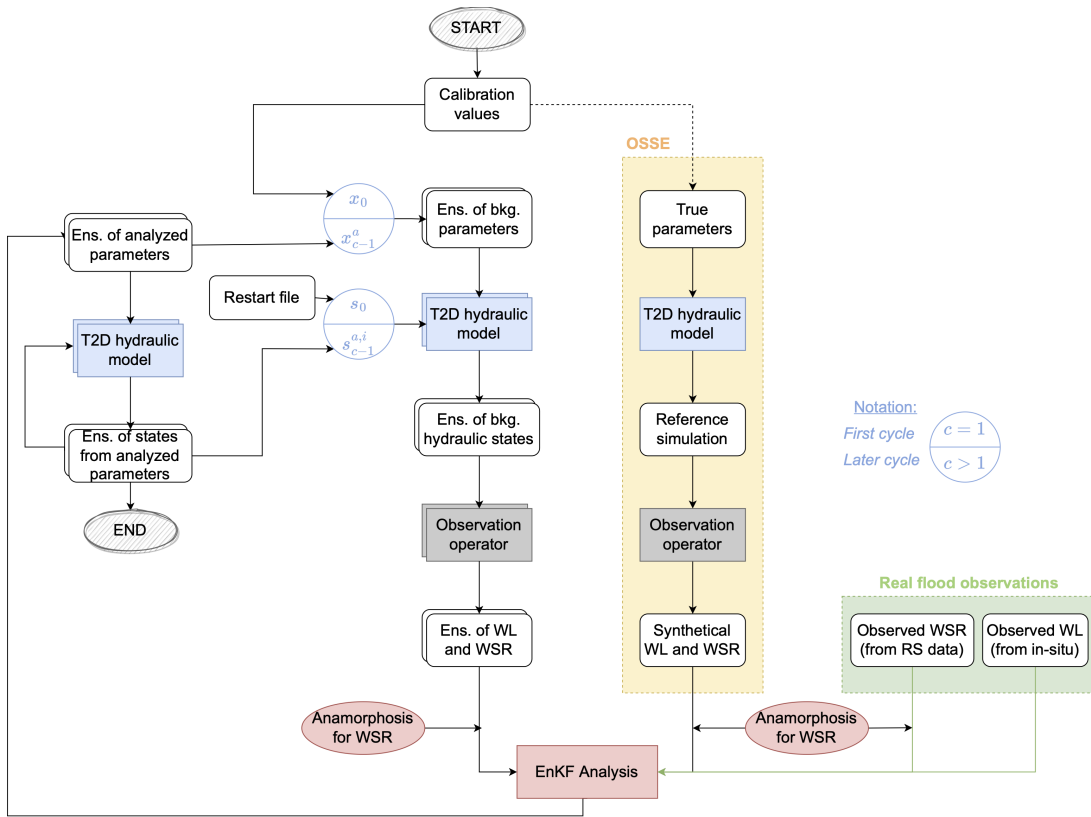 START
Calibration
values
OSSE
x_0
x^a_{c-1}
Ens. of bkg.
parameters
True
parameters
Ens. of analyzed
parameters
Restart file
s_0
s^{a,i}_{c-1}
T2D hydraulic
model
T2D hydraulic
model
T2D hydraulic
model
Ens. of bkg.
hydraulic states
Reference
simulation
Notation:
First cycle
c = 1
Later cycle
c > 1
Ens. of states
from analyzed
parameters
END
Observation
operator
Observation
operator
Real flood observations
Ens. of WL
and WSR
Synthetical
WL and WSR
Observed WSR
(from RS data)
Observed WL
(from in-situ)
Anamorphosis
for WSR
Anamorphosis
for WSR
EnKF Analysis